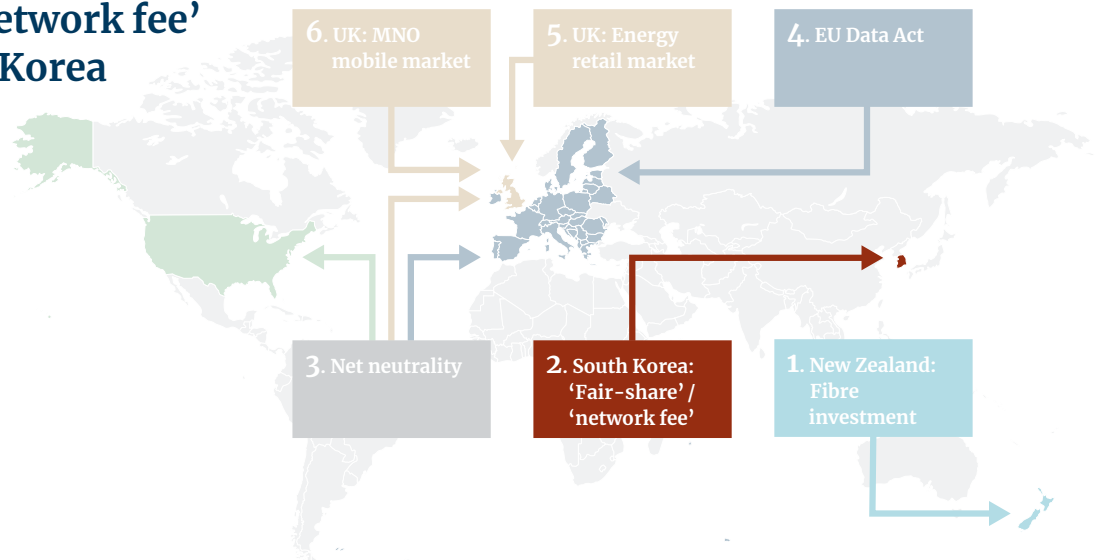 etwork fee’
Korea
6. UK: MNO
mobile market
5. UK: Energy
retail market
4. EU Data Act
3. Net neutrality
2. South Korea:
‘Fair-share’ /
‘network fee’
1. New Zealand:
Fibre
investment